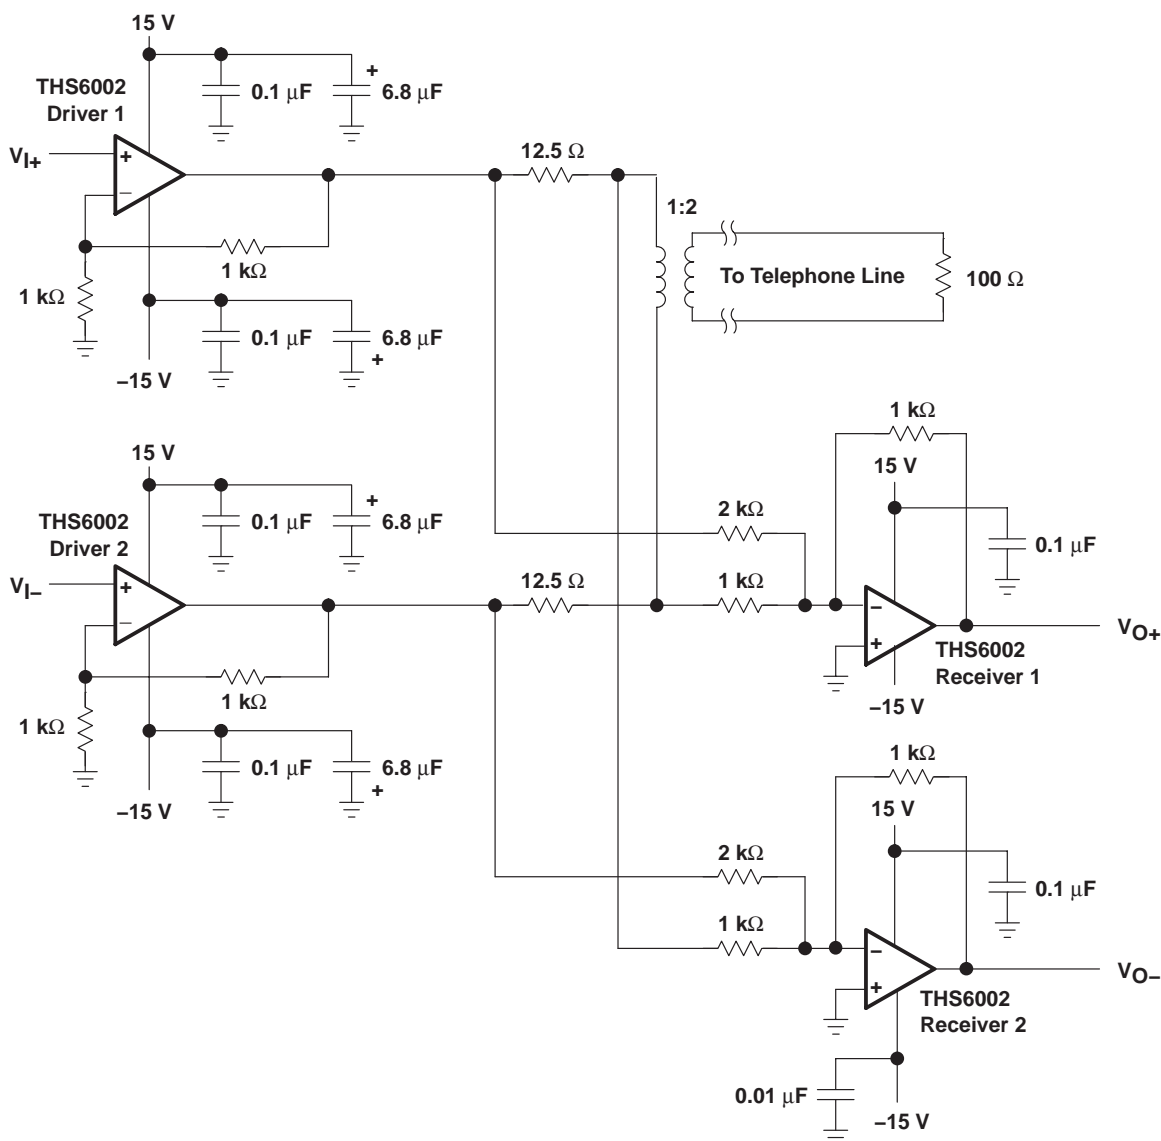 15 V
THS6002
Driver 1
0.1 μF
+
6.8 μF
VI+
+
−
12.5 Ω
1:2
1 kΩ
1 kΩ
To Telephone Line
100 Ω
0.1 μF
6.8 μF
+
−15 V
1 kΩ
15 V
15 V
THS6002
Driver 2
0.1 μF
+
6.8 μF
2 kΩ
0.1 μF
VI−
+
−
12.5 Ω
1 kΩ
−
+
VO+
THS6002
Receiver 1
1 kΩ
1 kΩ
−15 V
0.1 μF
6.8 μF
+
−15 V
1 kΩ
15 V
2 kΩ
0.1 μF
1 kΩ
−
+
VO−
THS6002
Receiver 2
0.01 μF
−15 V